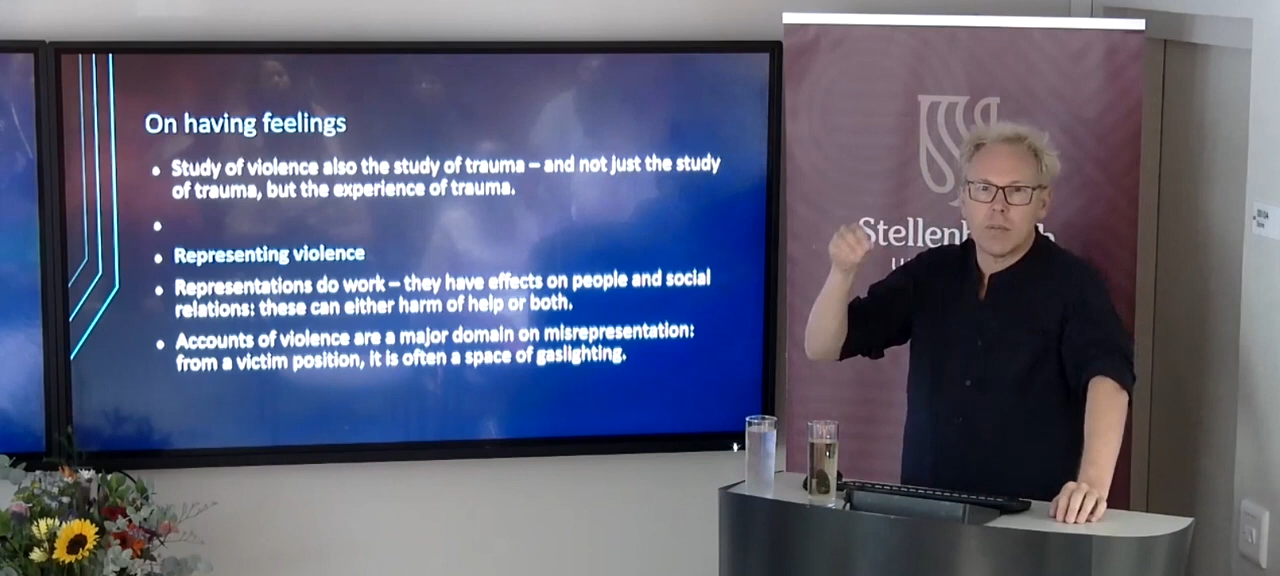 On having feelings
• Study of violence also the study of trauma – and not just the study
of trauma, but the experience of trauma.
•
• Representing violence
• Representations do work – they have effects on people and social
relations: these can either harm of help or both.
• Accounts of violence are a major domain on misrepresentation:
from a victim position, it is often a space of gaslighting.